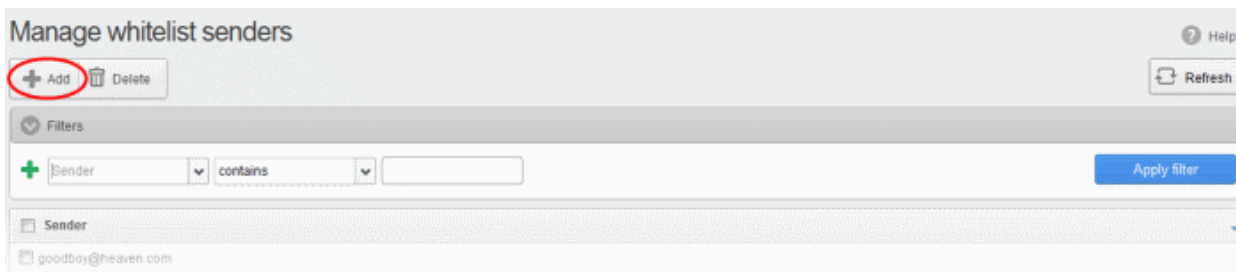 Manage whitelist senders
Help
Add Delete
Refresh
Filters
Sender contains
Apply filter
Sender
goodboy@heaven.com